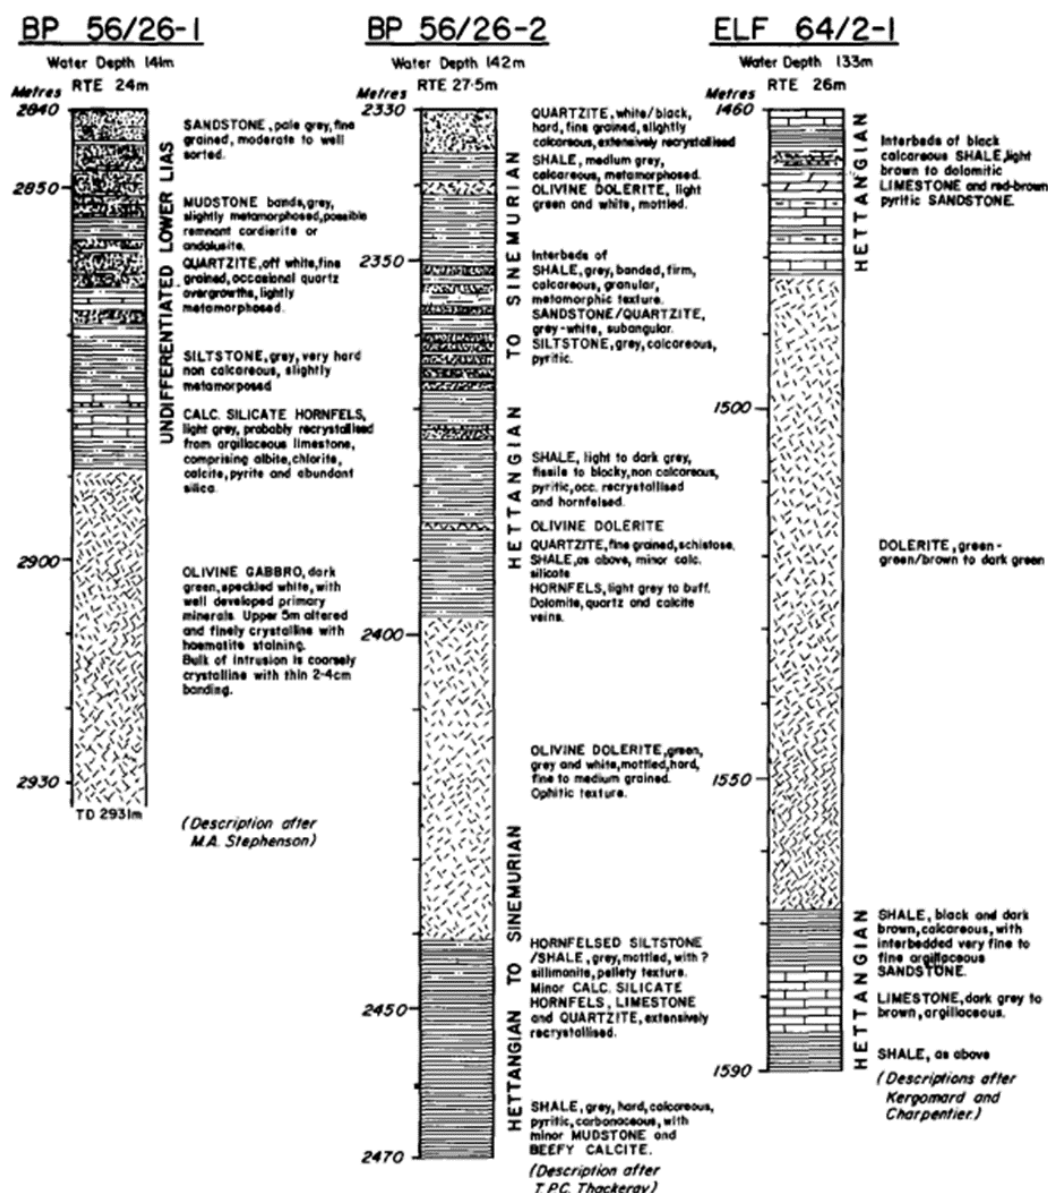 BP 56/26-1
Water Depth 141m
RTE 24m
Metres
2840
2850
2900
2930
TD 2931m
UNDIFFERENTIATED LOWER LIAS
SANDSTONE, pale grey, fine
grained, moderate to well
sorted.
MUDSTONE bands, grey,
slightly metamorphosed, possible
remnant cordierite or
andalusite.
QUARTZITE, off white, fine
grained, occasional quartz
overgrowths, lightly
metamorphosed.
SILTSTONE, grey, very hard
non calcareous, slightly
metamorposed
CALC. SILICATE HORNFELS,
light grey, probably recrystallised
from argillaceous limestone,
comprising albite, chlorite,
calcite, pyrite and abundant
silica.
OLIVINE GABBRO, dark
green, speckled white, with
well developed primary
minerals. Upper 5m altered
and finely crystalline with
haematite staining.
Bulk of intrusion is coarsely
crystalline with thin 2-4cm
banding.
(Description after
M.A. Stephenson)
BP 56/26-2
Water Depth 142m
RTE 27·5m
Metres
2330
2350
2400
2450
2470
HETTANGIAN TO SINEMURIAN
QUARTZITE, white/black,
hard, fine grained, slightly
calcareous, extensively recrystallised
SHALE, medium grey,
calcareous, metamorphosed.
OLIVINE DOLERITE, light
green and white, mottled.
Interbeds of
SHALE, grey, banded, firm,
calcareous, granular,
metamorphic texture.
SANDSTONE/QUARTZITE,
grey-white, subangular.
SILTSTONE, grey, calcareous,
pyritic.
SHALE, light to dark grey,
fissile to blocky, non calcareous,
pyritic, occ. recrystallised
and hornfelsed.
OLIVINE DOLERITE
QUARTZITE, fine grained, schistose.
SHALE, as above, minor calc.
silicate
HORNFELS, light grey to buff.
Dolomite, quartz and calcite
veins.
OLIVINE DOLERITE, green,
grey and white, mottled, hard,
fine to medium grained.
Ophitic texture.
HETTANGIAN TO SINEMURIAN
HORNFELSED SILTSTONE
/SHALE, grey, mottled, with ?
sillimanite, pellety texture.
Minor CALC. SILICATE
HORNFELS, LIMESTONE
and QUARTZITE, extensively
recrystallised.
SHALE, grey, hard, calcareous,
pyritic, carbonaceous, with
minor MUDSTONE and
BEEFY CALCITE.
(Description after
T.P.C. Thackeray)
ELF 64/2-1
Water Depth 133m
RTE 26m
Metres
1460
1500
1550
1590
HETTANGIAN
Interbeds of black
calcareous SHALE, light
brown to dolomitic
LIMESTONE and red-brown
pyritic SANDSTONE.
DOLERITE, green-
green/brown to dark green
HETTANGIAN
SHALE, black and dark
brown, calcareous, with
interbedded very fine to
fine argillaceous
SANDSTONE.
LIMESTONE, dark grey to
brown, argillaceous.
SHALE, as above
(Descriptions after
Kergomard and
Charpentier.)